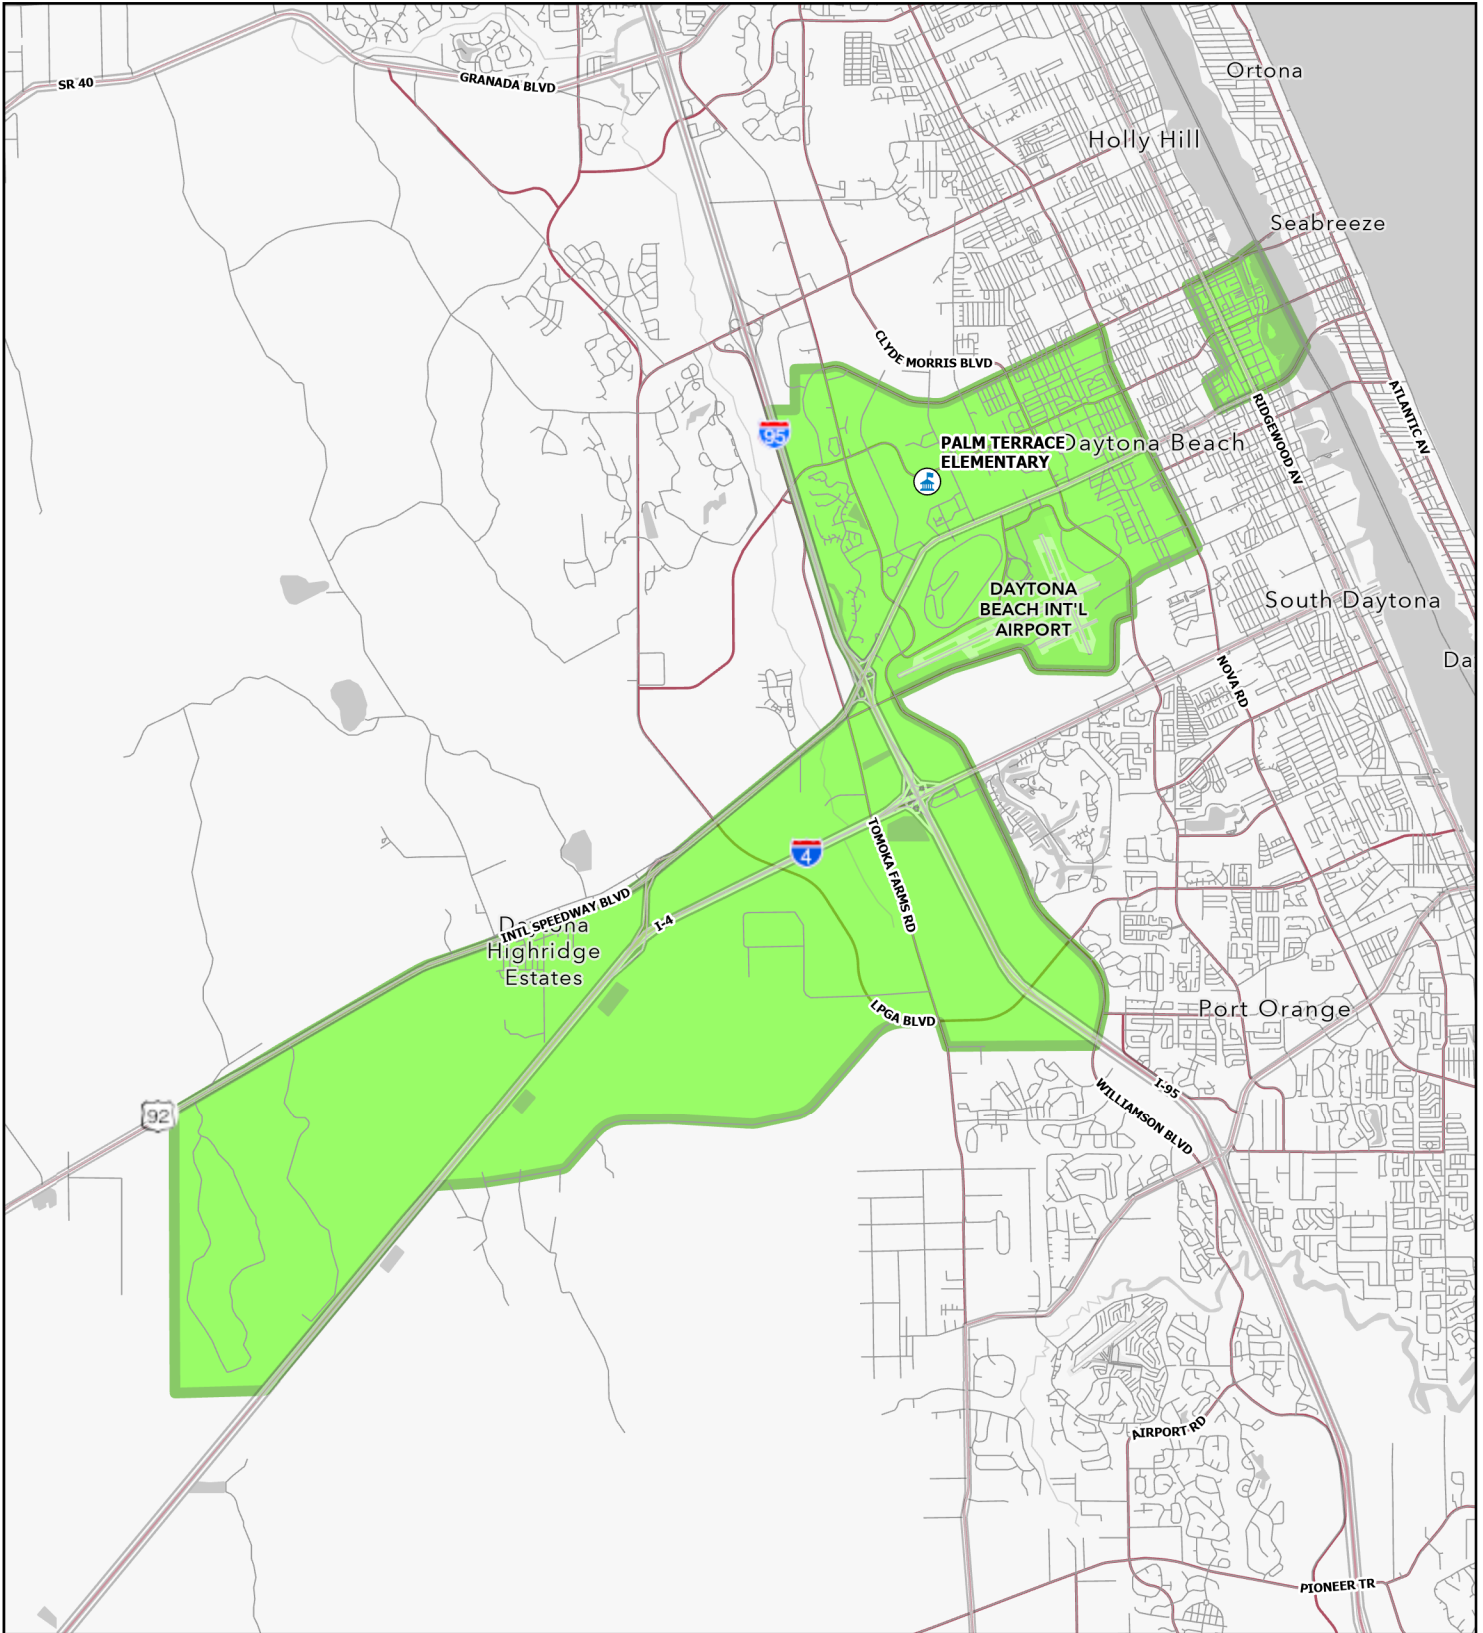 Ortona
SR 40
GRANADA BLVD
Holly Hill
Seabreeze
CLYDE MORRIS BLVD
ATLANTIC AV
RIDGEWOOD AV
95
PALM TERRACE
ELEMENTARY
Daytona Beach
DAYTONA
BEACH INT'L
AIRPORT
South Daytona
Da
NOVA RD
4
TOMOKA FARMS RD
INTL SPEEDWAY BLVD
I-4
Daytona
Highridge
Estates
LPGA BLVD
Port Orange
I-95
WILLIAMSON BLVD
92
AIRPORT RD
PIONEER TR